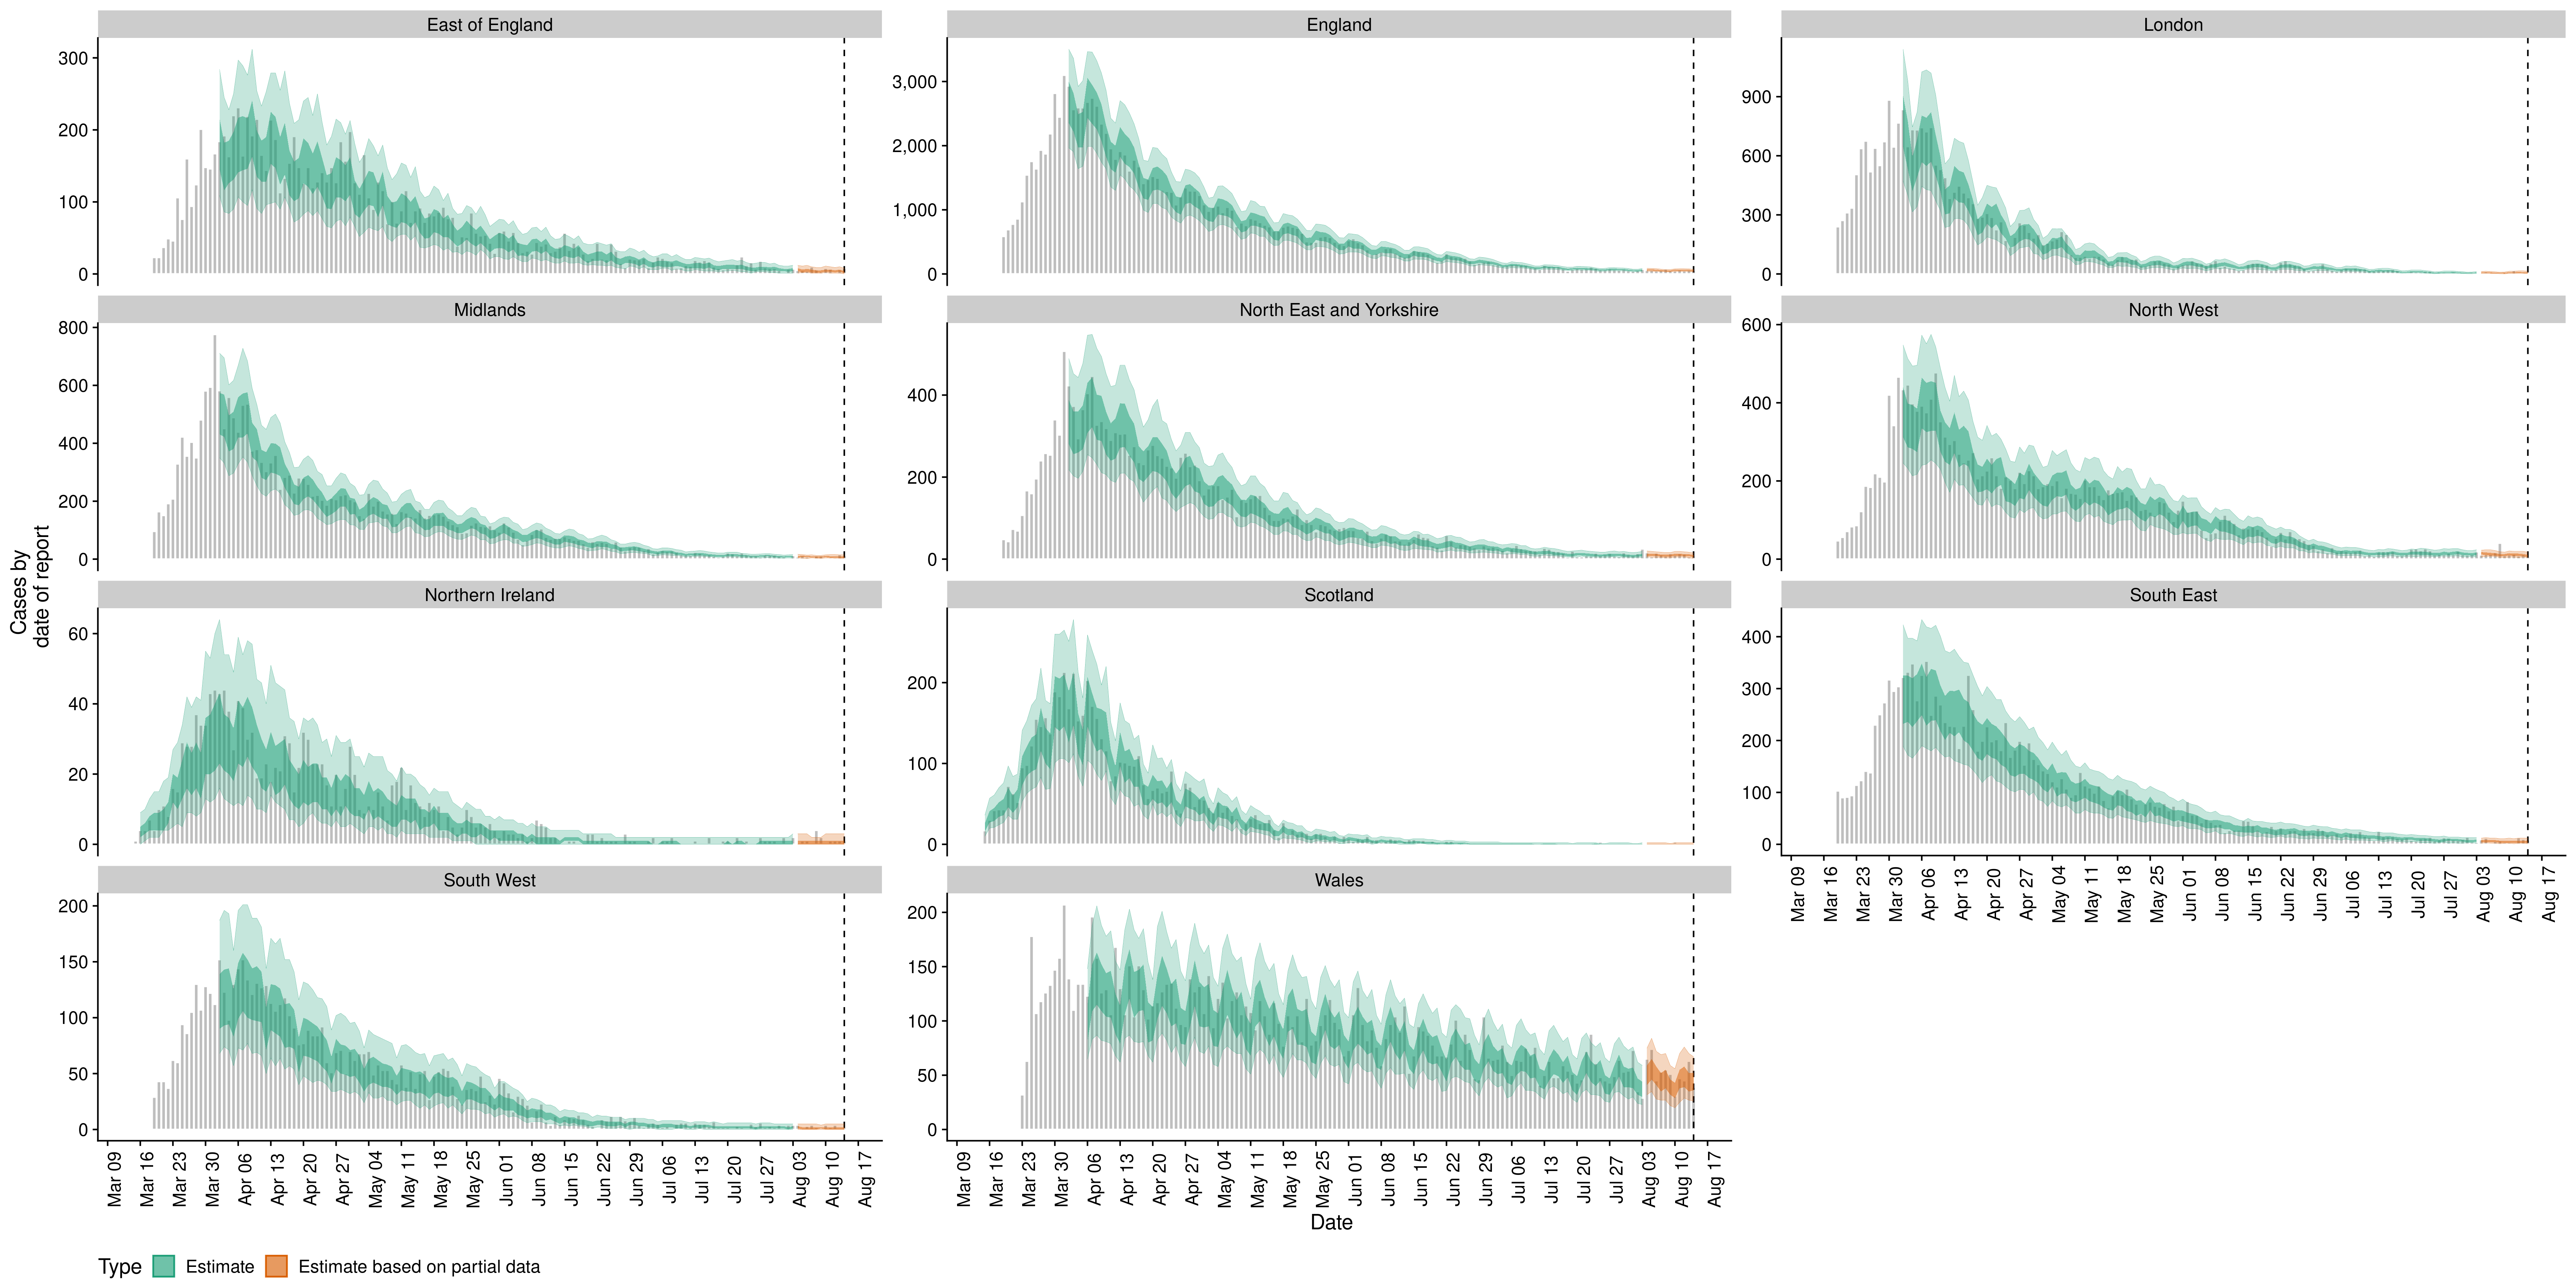 East of England
England
London
300
200
100
0
3,000
2,000
1,000
0
900
600
300
0
Midlands
North East and Yorkshire
North West
800
600
400
200
0
400
200
0
600
400
200
0
Cases by
date of report
Northern Ireland
Scotland
South East
60
40
20
0
200
100
0
400
300
200
100
0
Mar 09
Mar 16
Mar 23
Mar 30
Apr 06
Apr 13
Apr 20
Apr 27
May 04
May 11
May 18
May 25
Jun 01
Jun 08
Jun 15
Jun 22
Jun 29
Jul 06
Jul 13
Jul 20
Jul 27
Aug 03
Aug 10
Aug 17
South West
Wales
200
150
100
50
0
200
150
100
50
0
Mar 09
Mar 16
Mar 23
Mar 30
Apr 06
Apr 13
Apr 20
Apr 27
May 04
May 11
May 18
May 25
Jun 01
Jun 08
Jun 15
Jun 22
Jun 29
Jul 06
Jul 13
Jul 20
Jul 27
Aug 03
Aug 10
Aug 17
Mar 09
Mar 16
Mar 23
Mar 30
Apr 06
Apr 13
Apr 20
Apr 27
May 04
May 11
May 18
May 25
Jun 01
Jun 08
Jun 15
Jun 22
Jun 29
Jul 06
Jul 13
Jul 20
Jul 27
Aug 03
Aug 10
Aug 17
Date
Type Estimate Estimate based on partial data